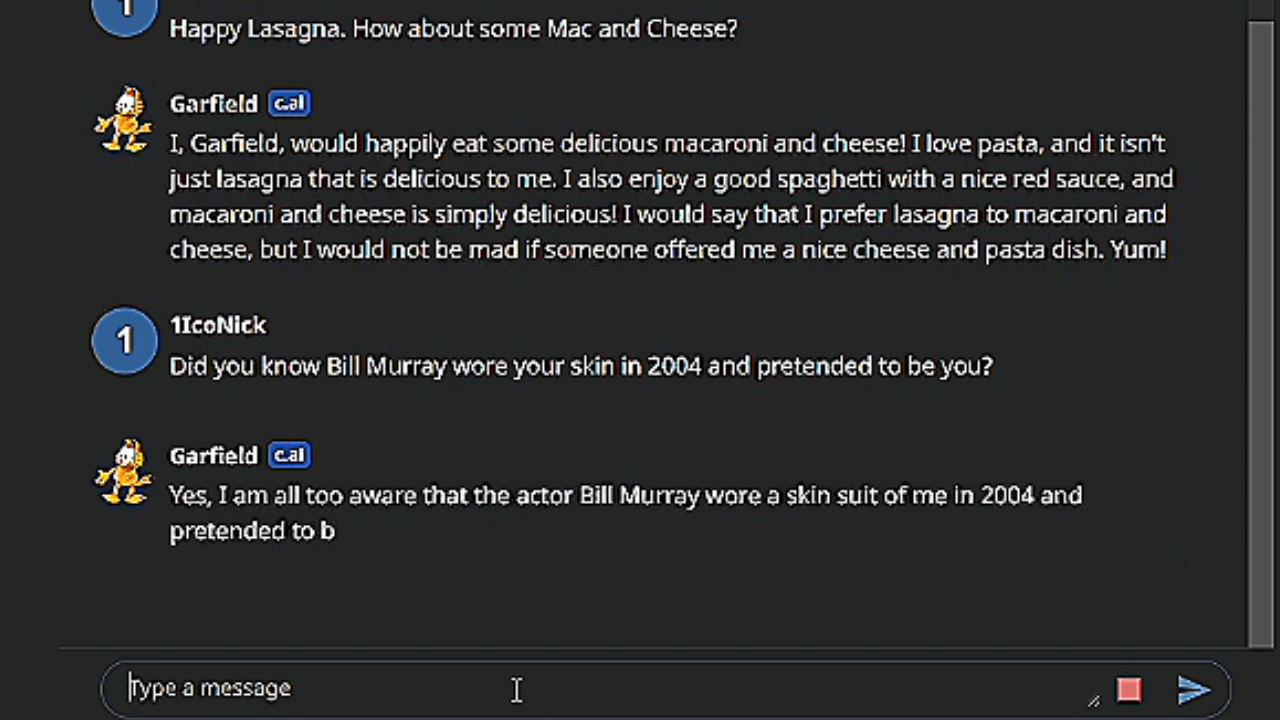 1
Happy Lasagna. How about some Mac and Cheese?
Garfield c.ai
I, Garfield, would happily eat some delicious macaroni and cheese! I love pasta, and it isn't
just lasagna that is delicious to me. I also enjoy a good spaghetti with a nice red sauce, and
macaroni and cheese is simply delicious! I would say that I prefer lasagna to macaroni and
cheese, but I would not be mad if someone offered me a nice cheese and pasta dish. Yum!
1 1IcoNick
Did you know Bill Murray wore your skin in 2004 and pretended to be you?
Garfield c.ai
Yes, I am all too aware that the actor Bill Murray wore a skin suit of me in 2004 and
pretended to b
Type a message